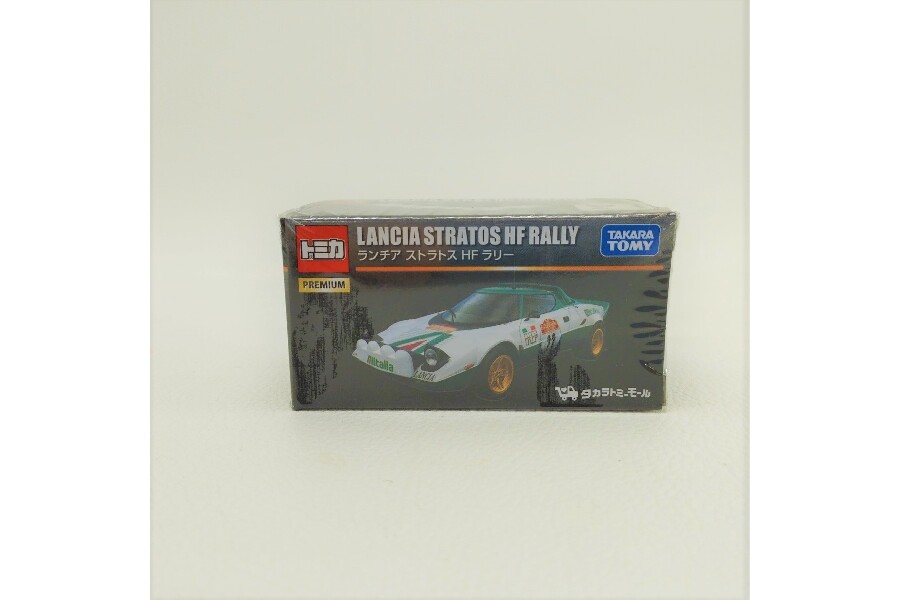 LANCIA STRATOS HF RALLY
トミカ
ランチア ストラトス HF ラリー
TAKARA
TOMY
PREMIUM
Alitalia
LANCIA
タカラトミーモール